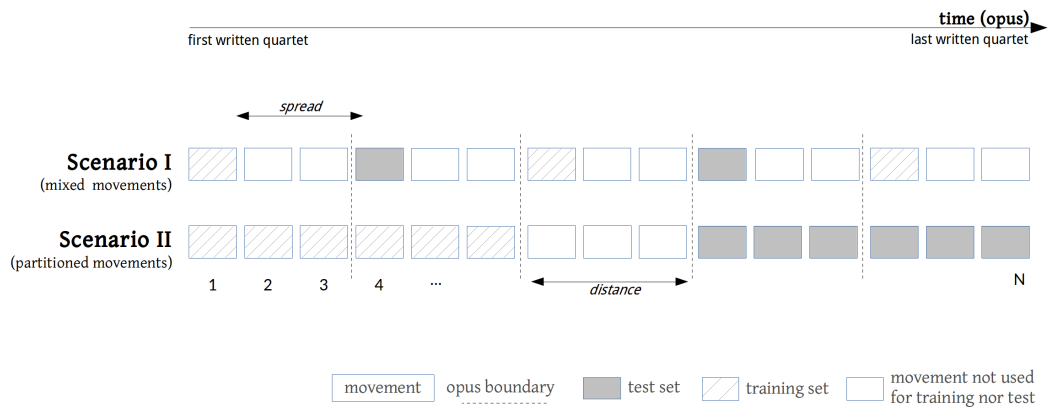 time (opus)
first written quartet
last written quartet
spread
Scenario I
(mixed movements)
Scenario II
(partitioned movements)
1 2 3 4 ... N
distance
movement
opus boundary
test set
training set
movement not used
for training nor test